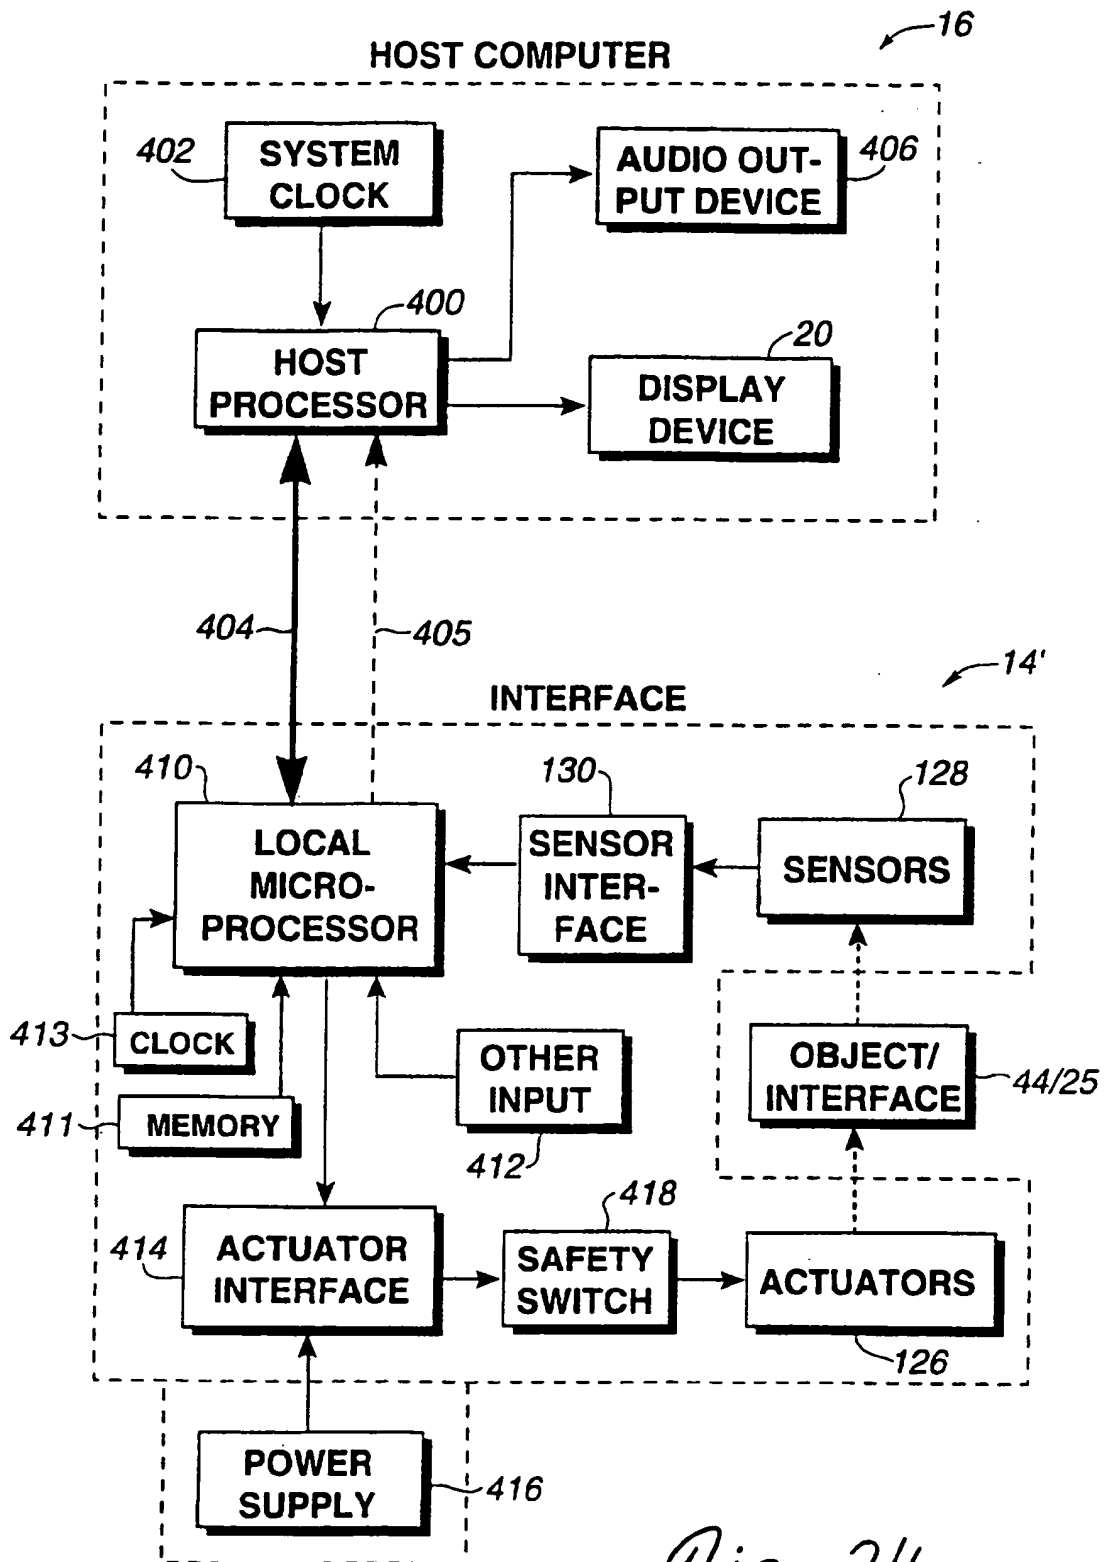 16
HOST COMPUTER
402
SYSTEM
CLOCK
AUDIO OUT-
PUT DEVICE
406
400
HOST
PROCESSOR
20
DISPLAY
DEVICE
404
405
14'
INTERFACE
410
LOCAL
MICRO-
PROCESSOR
130
SENSOR
INTER-
FACE
128
SENSORS
413
CLOCK
411
MEMORY
OTHER
INPUT
412
OBJECT/
INTERFACE
44/25
414
ACTUATOR
INTERFACE
418
SAFETY
SWITCH
ACTUATORS
126
POWER
SUPPLY
416